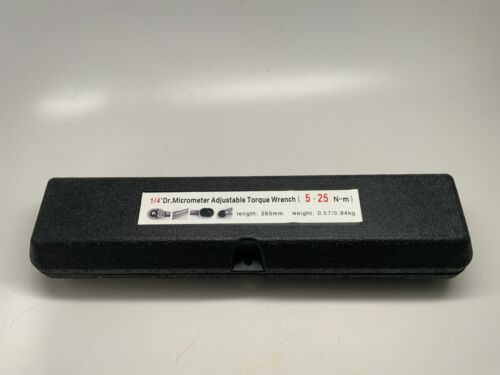 1/4"Dr.Micrometer Adjustable Torque Wrench ( 5 - 25 N-m )
length: 265mm Weight: 0.57/0.84kg